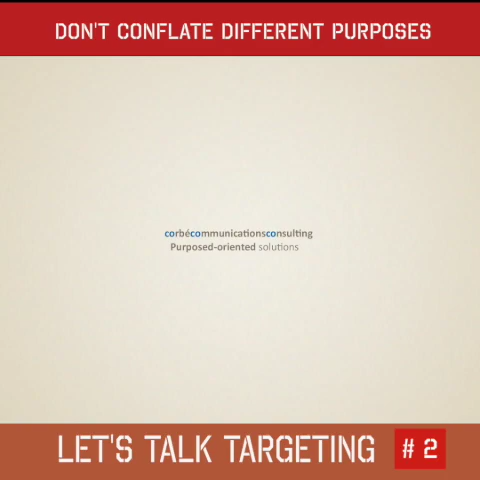 DON'T CONFLATE DIFFERENT PURPOSES
corbécommunicationsconsulting
Purposed-oriented solutions
LET'S TALK TARGETING # 2